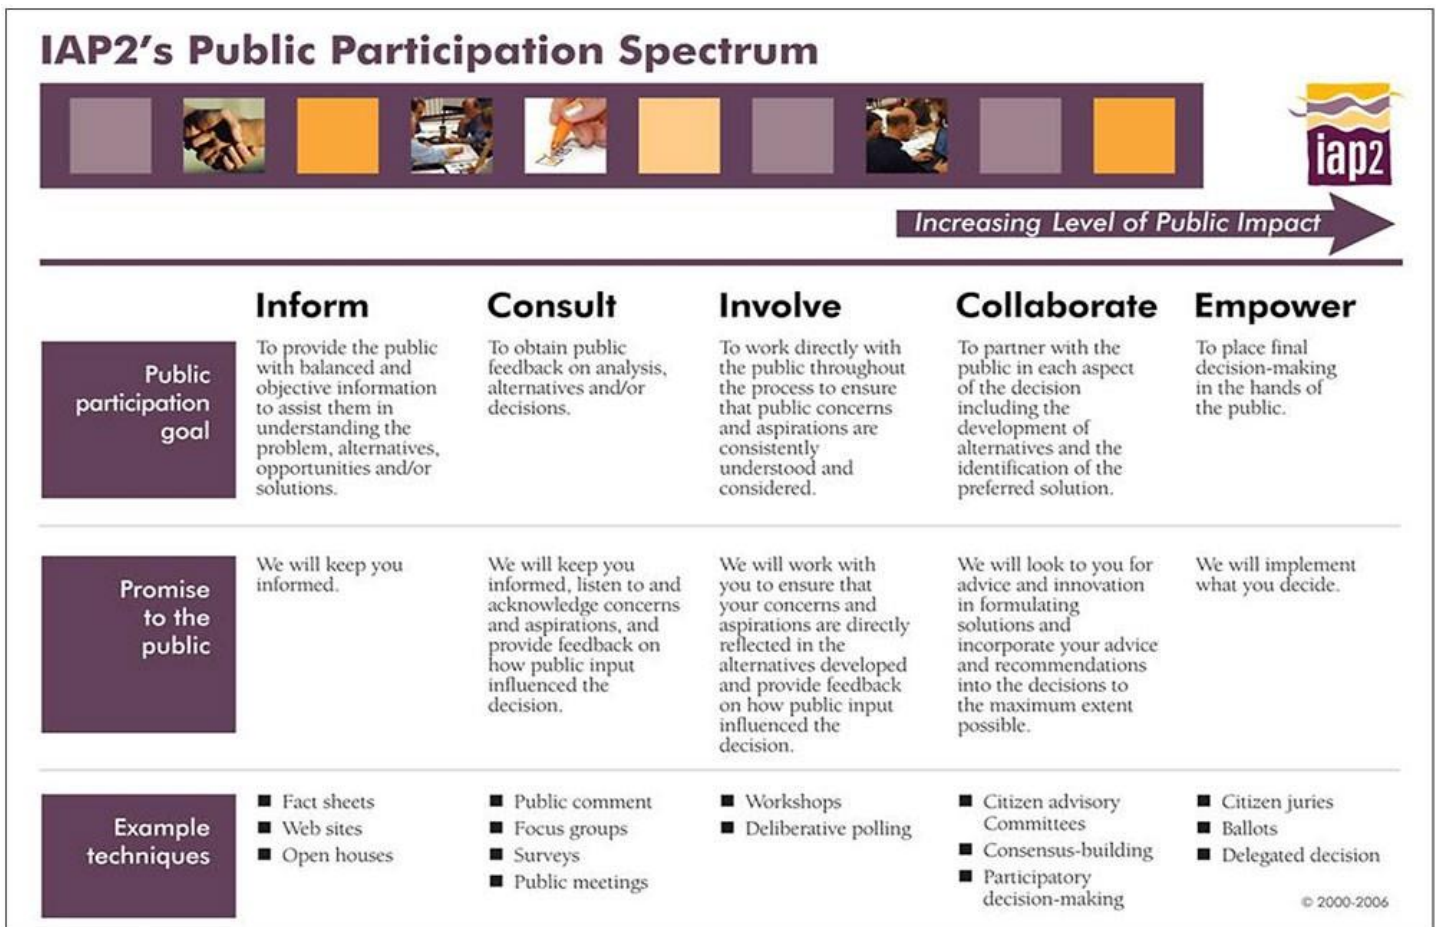 IAP2's Public Participation Spectrum
iap2
Increasing Level of Public Impact
Inform
Consult
Involve
Collaborate
Empower
Public
participation
goal
To provide the public
with balanced and
objective information
to assist them in
understanding the
problem, alternatives,
opportunities and/or
solutions.
To obtain public
feedback on analysis,
alternatives and/or
decisions.
To work directly with
the public throughout
the process to ensure
that public concerns
and aspirations are
consistently
understood and
considered.
To partner with the
public in each aspect
of the decision
including the
development of
alternatives and the
identification of the
preferred solution.
To place final
decision-making
in the hands of
the public.
Promise
to the
public
We will keep you
informed.
We will keep you
informed, listen to and
acknowledge concerns
and aspirations, and
provide feedback on
how public input
influenced the
decision.
We will work with
you to ensure that
your concerns and
aspirations are directly
reflected in the
alternatives developed
and provide feedback
on how public input
influenced the
decision.
We will look to you for
advice and innovation
in formulating
solutions and
incorporate your advice
and recommendations
into the decisions to
the maximum extent
possible.
We will implement
what you decide.
Example
techniques
■ Fact sheets
■ Web sites
■ Open houses
■ Public comment
■ Focus groups
■ Surveys
■ Public meetings
■ Workshops
■ Deliberative polling
■ Citizen advisory
Committees
■ Consensus-building
■ Participatory
decision-making
■ Citizen juries
■ Ballots
■ Delegated decision
© 2000-2006